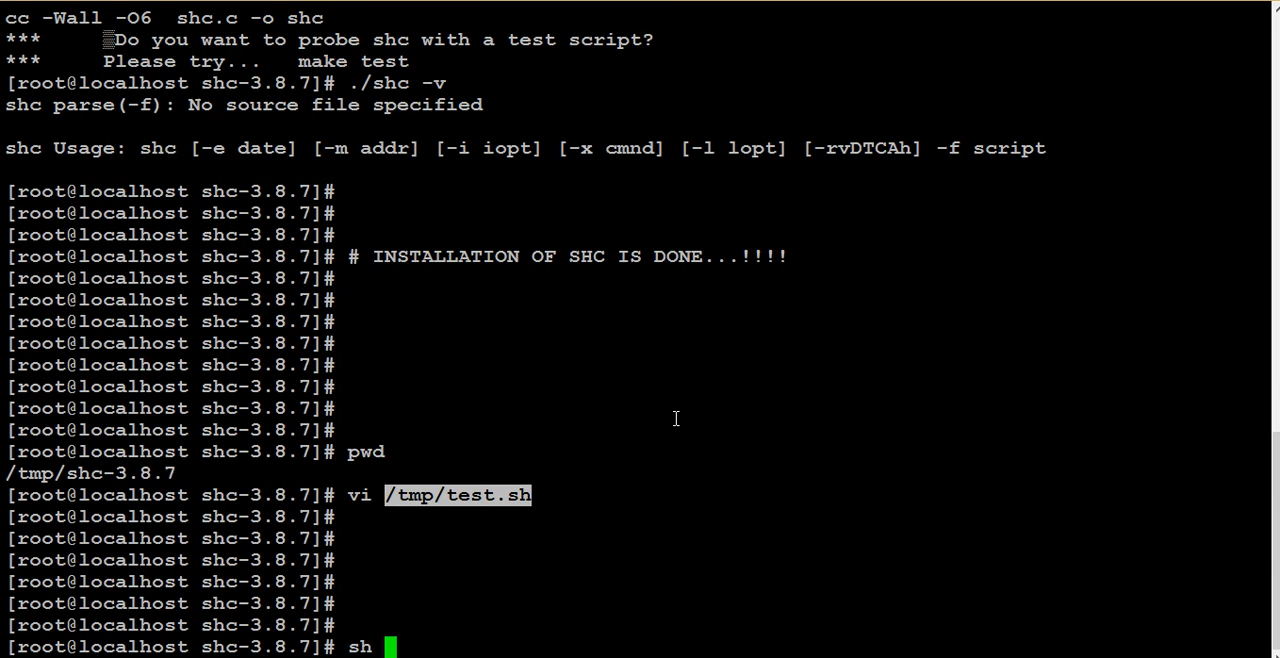 cc -Wall -O6  shc.c -o shc
***     ▒Do you want to probe shc with a test script?
***     Please try...   make test
[root@localhost shc-3.8.7]# ./shc -v
shc parse(-f): No source file specified

shc Usage: shc [-e date] [-m addr] [-i iopt] [-x cmnd] [-l lopt] [-rvDTCAh] -f script

[root@localhost shc-3.8.7]#
[root@localhost shc-3.8.7]#
[root@localhost shc-3.8.7]#
[root@localhost shc-3.8.7]# # INSTALLATION OF SHC IS DONE...!!!!
[root@localhost shc-3.8.7]#
[root@localhost shc-3.8.7]#
[root@localhost shc-3.8.7]#
[root@localhost shc-3.8.7]#
[root@localhost shc-3.8.7]#
[root@localhost shc-3.8.7]#
[root@localhost shc-3.8.7]#
[root@localhost shc-3.8.7]#
[root@localhost shc-3.8.7]# pwd
/tmp/shc-3.8.7
[root@localhost shc-3.8.7]# vi /tmp/test.sh
[root@localhost shc-3.8.7]#
[root@localhost shc-3.8.7]#
[root@localhost shc-3.8.7]#
[root@localhost shc-3.8.7]#
[root@localhost shc-3.8.7]#
[root@localhost shc-3.8.7]#
[root@localhost shc-3.8.7]# sh